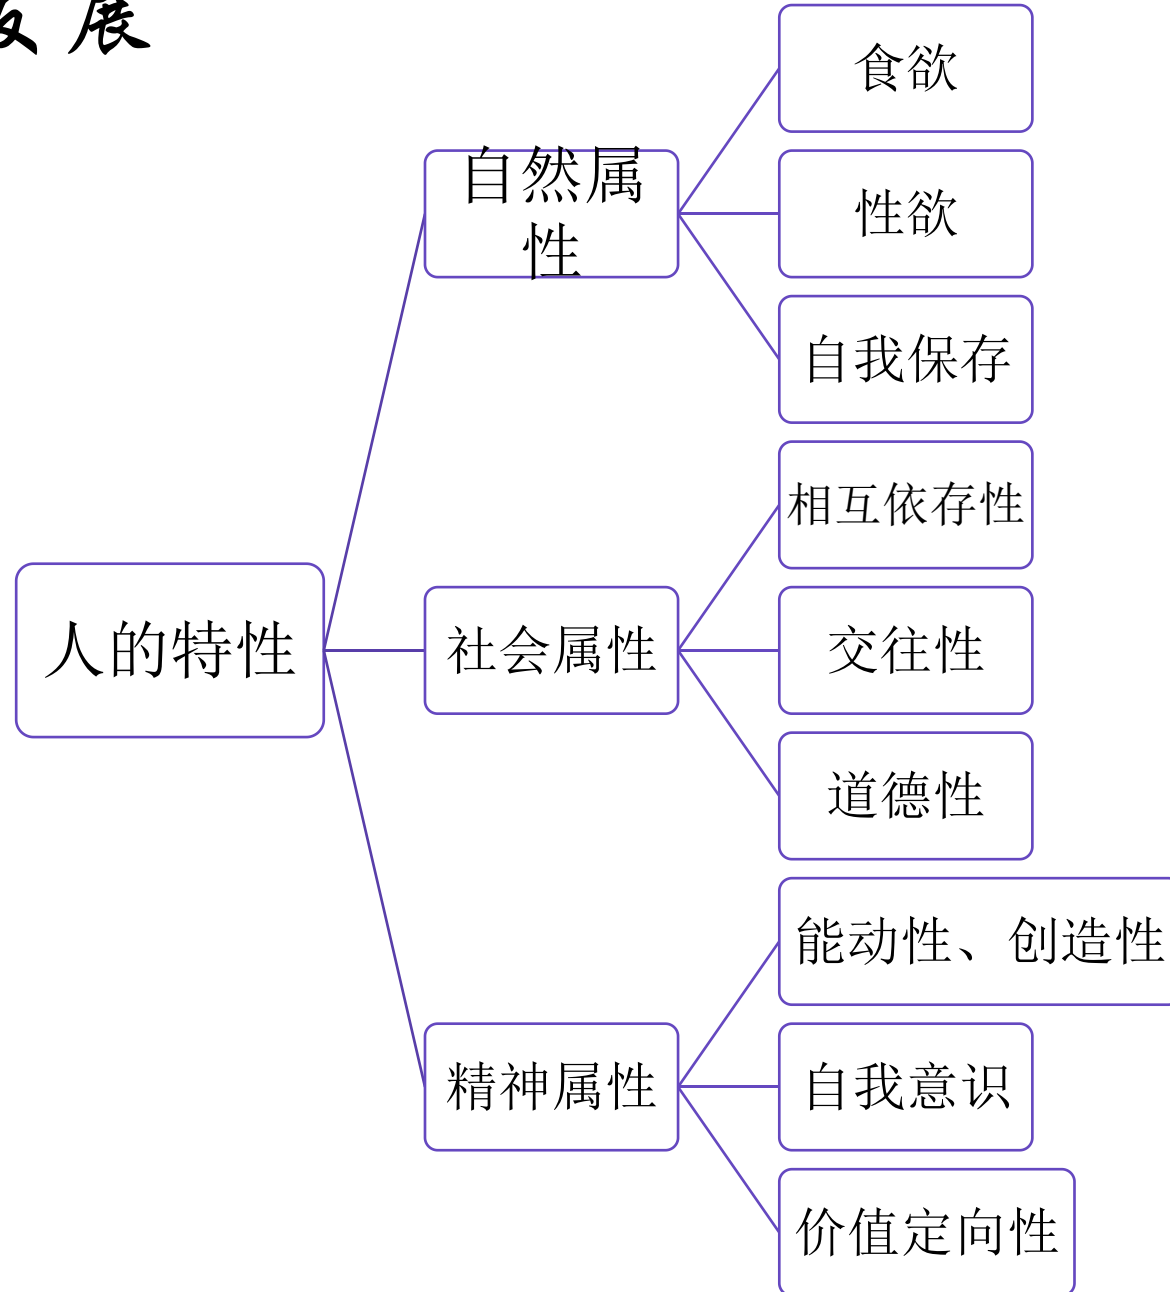 发展
人的特性
自然属
性
食欲
性欲
自我保存
社会属性
相互依存性
交往性
道德性
精神属性
能动性、创造性
自我意识
价值定向性